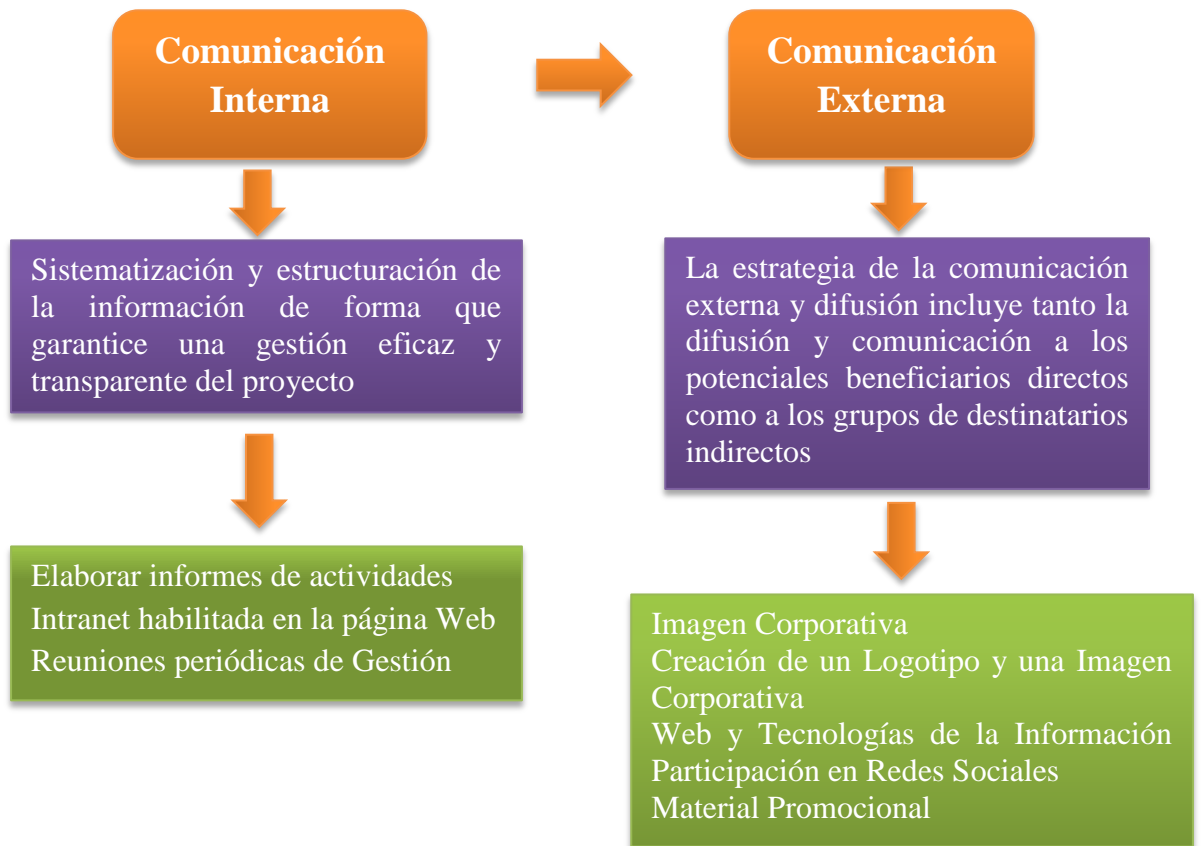 Comunicación
Interna
Comunicación
Externa
Sistematización y estructuración de
la información de forma que
garantice una gestión eficaz y
transparente del proyecto
La estrategia de la comunicación
externa y difusión incluye tanto la
difusión y comunicación a los
potenciales beneficiarios directos
como a los grupos de destinatarios
indirectos
Elaborar informes de actividades
Intranet habilitada en la página Web
Reuniones periódicas de Gestión
Imagen Corporativa
Creación de un Logotipo y una Imagen
Corporativa
Web y Tecnologías de la Información
Participación en Redes Sociales
Material Promocional